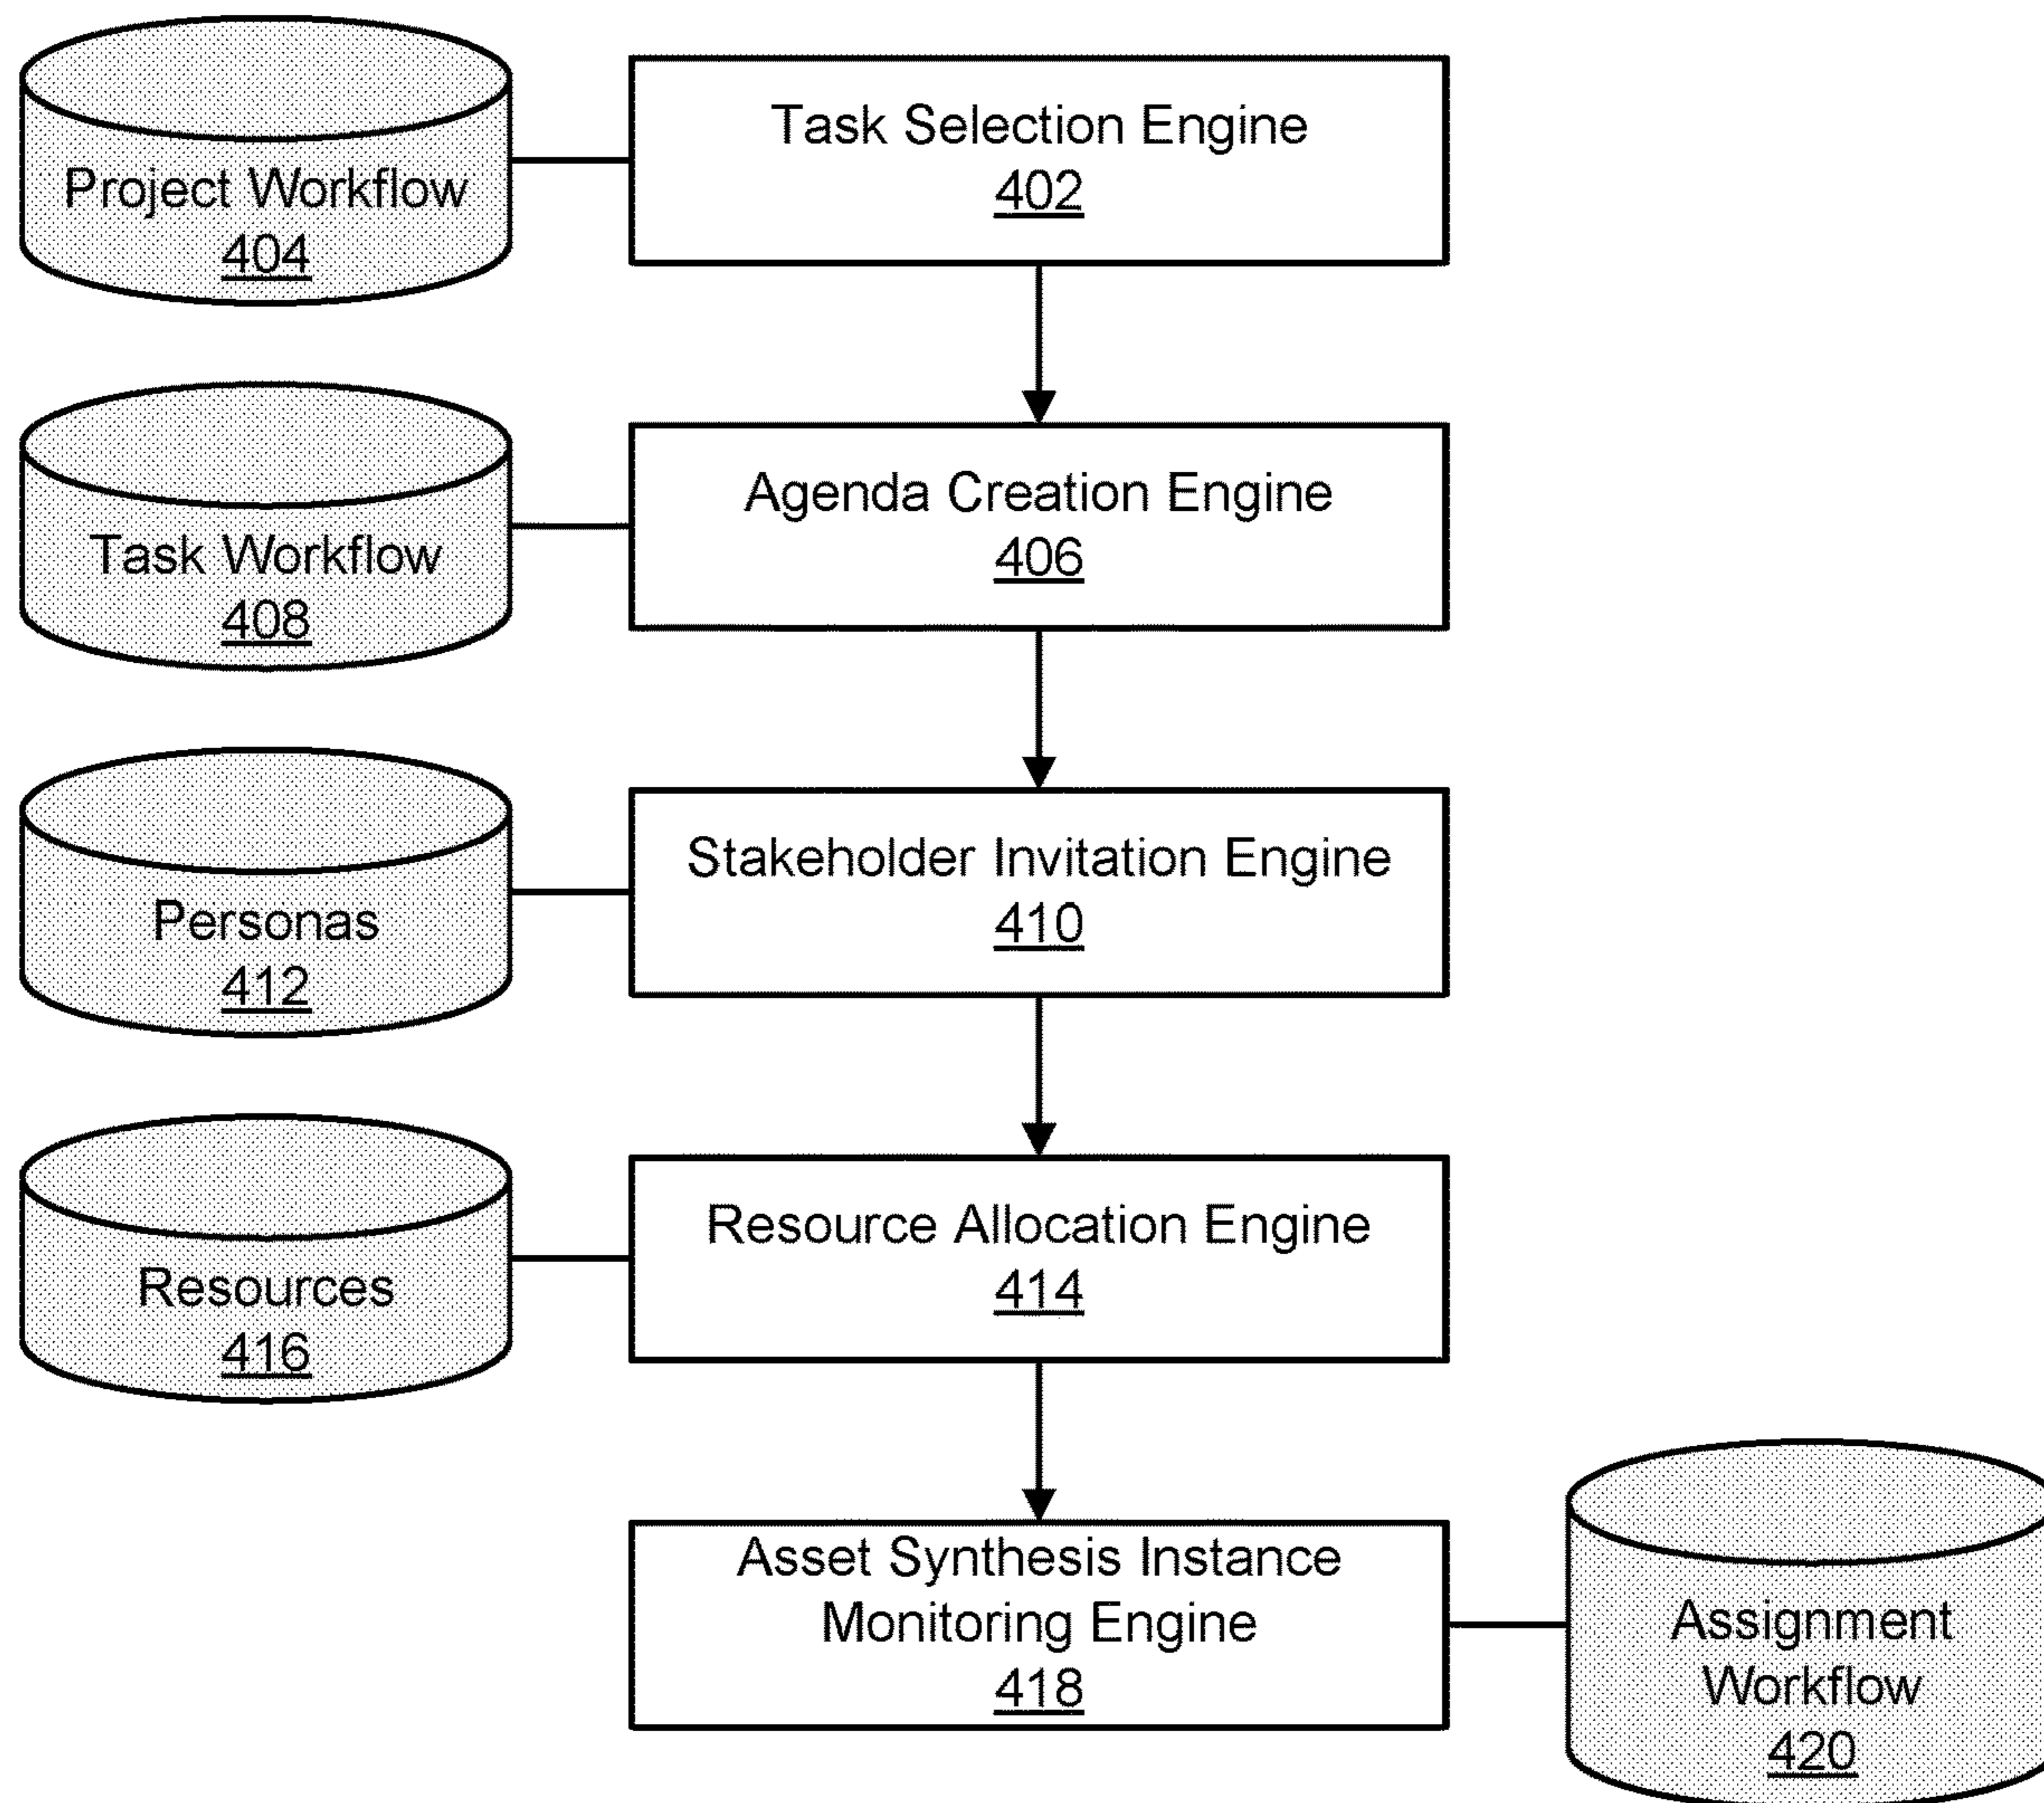 Project Workflow
404
Task Selection Engine
402
Task Workflow
408
Agenda Creation Engine
406
Personas
412
Stakeholder Invitation Engine
410
Resources
416
Resource Allocation Engine
414
Asset Synthesis Instance
Monitoring Engine
418
Assignment
Workflow
420